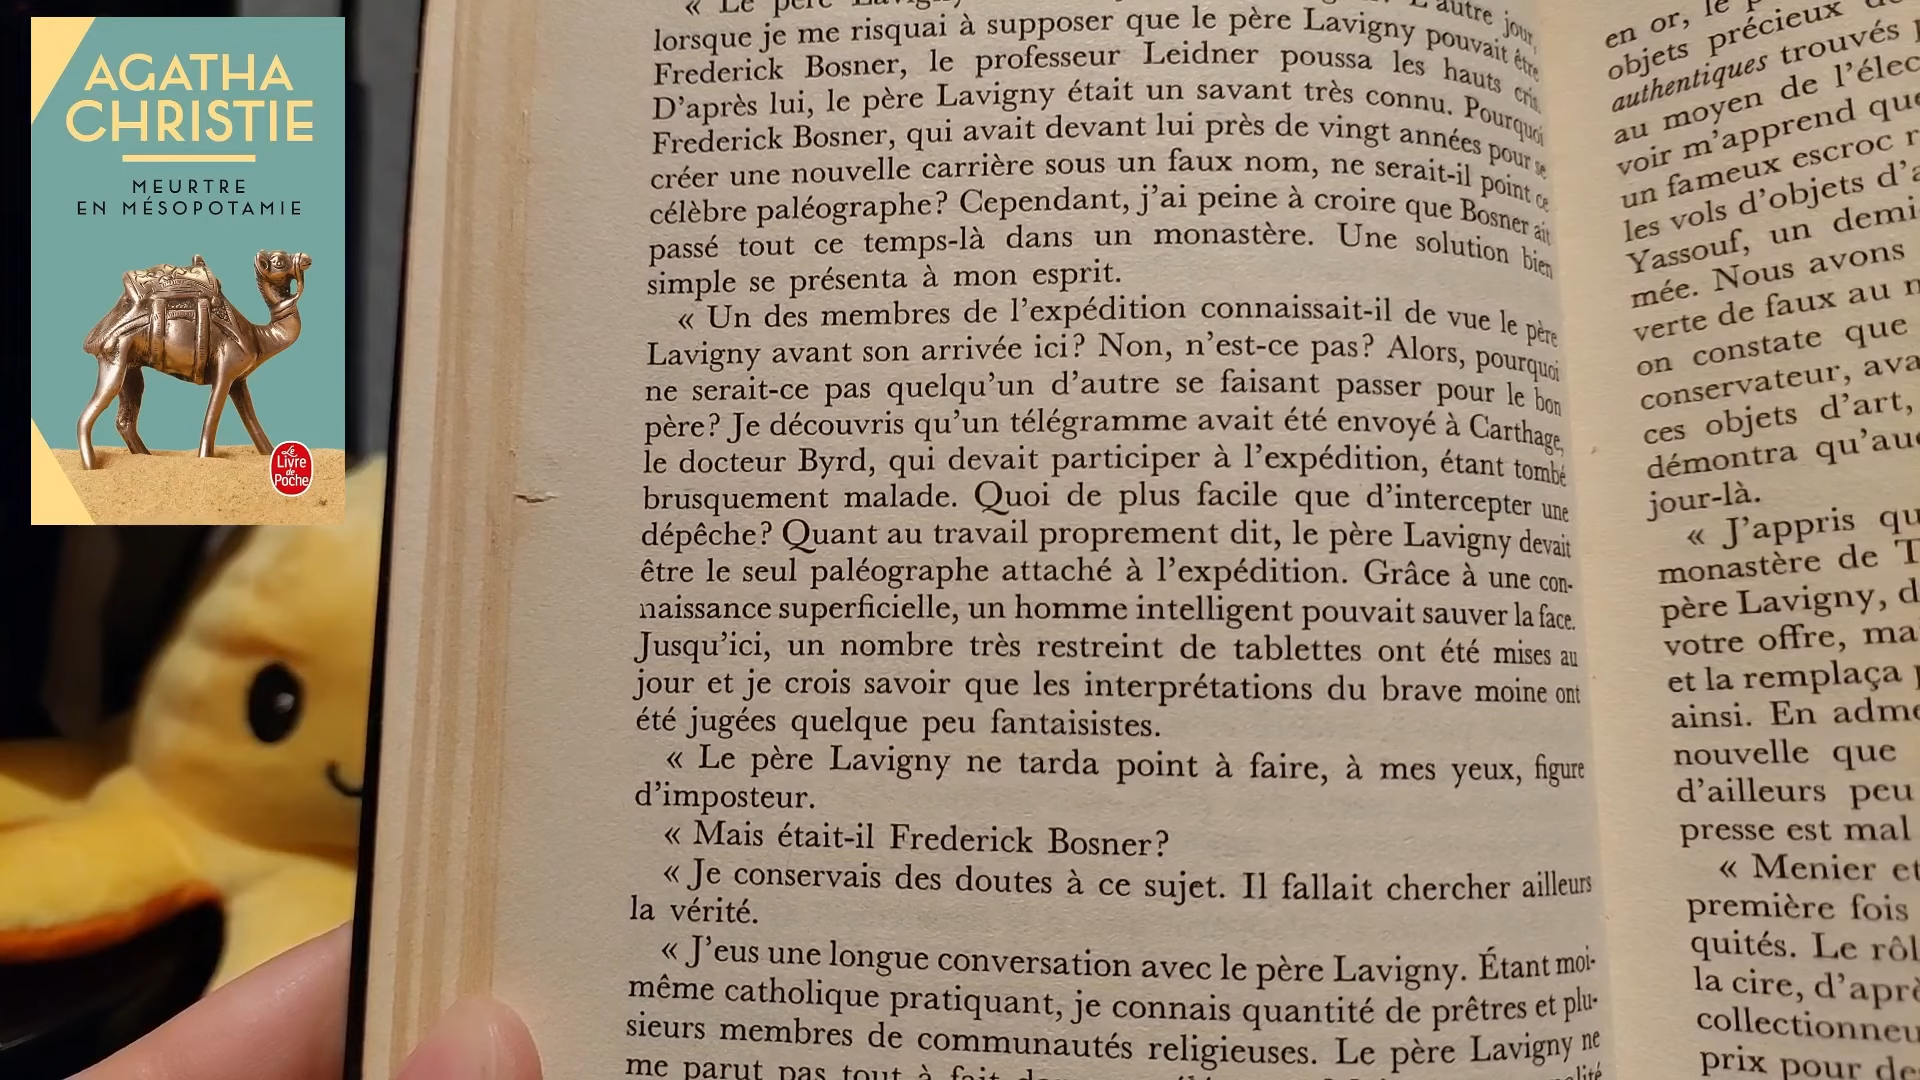 AGATHA
CHRISTIE
MEURTRE
EN MÉSOPOTAMIE
Le
Livre
de
Poche
« Le père Lavigny autre jour,
lorsque je me risquai à supposer que le père Lavigny pouvait être
Frederick Bosner, le professeur Leidner poussa les hauts cris.
D'après lui, le père Lavigny était un savant très connu. Pourquoi
Frederick Bosner, qui avait devant lui près de vingt années pour se
créer une nouvelle carrière sous un faux nom, ne serait-il point ce
célèbre paléographe? Cependant, j'ai peine à croire que Bosner ait
passé tout ce temps-là dans un monastère. Une solution bien
simple se présenta à mon esprit.
« Un des membres de l'expédition connaissait-il de vue le père
Lavigny avant son arrivée ici? Non, n'est-ce pas? Alors, pourquoi
ne serait-ce pas quelqu'un d'autre se faisant passer pour le bon
père? Je découvris qu'un télégramme avait été envoyé à Carthage,
le docteur Byrd, qui devait participer à l'expédition, étant tombé
brusquement malade. Quoi de plus facile que d'intercepter une
dépêche? Quant au travail proprement dit, le père Lavigny devait
être le seul paléographe attaché à l'expédition. Grâce à une con-
naissance superficielle, un homme intelligent pouvait sauver la face.
Jusqu'ici, un nombre très restreint de tablettes ont été mises au
jour et je crois savoir que les interprétations du brave moine ont
été jugées quelque peu fantaisistes.
« Le père Lavigny ne tarda point à faire, à mes yeux, figure
d'imposteur.
« Mais était-il Frederick Bosner?
« Je conservais des doutes à ce sujet. Il fallait chercher ailleurs
la vérité.
« J'eus une longue conversation avec le père Lavigny. Étant moi-
même catholique pratiquant, je connais quantité de prêtres et plu-
sieurs membres de communautés religieuses. Le père Lavigny ne
me parut pas tout à fait
en or, le
objets précieux
authentiques trouvés
au moyen de l'élec
voir m'apprend que
un fameux escroc
les vols d'objets d'a
Yassouf, un demi
mée. Nous avons
verte de faux au
on constate que
conservateur, ava
ces objets d'art,
démontra qu'auc
jour-là.
« J'appris qu
monastère de T
père Lavigny, d
votre offre, ma
et la remplaça
ainsi. En adme
nouvelle que
d'ailleurs peu
presse est mal
« Menier et
première fois
quités. Le rôl
la cire, d'aprè
collectionneu
prix pour de